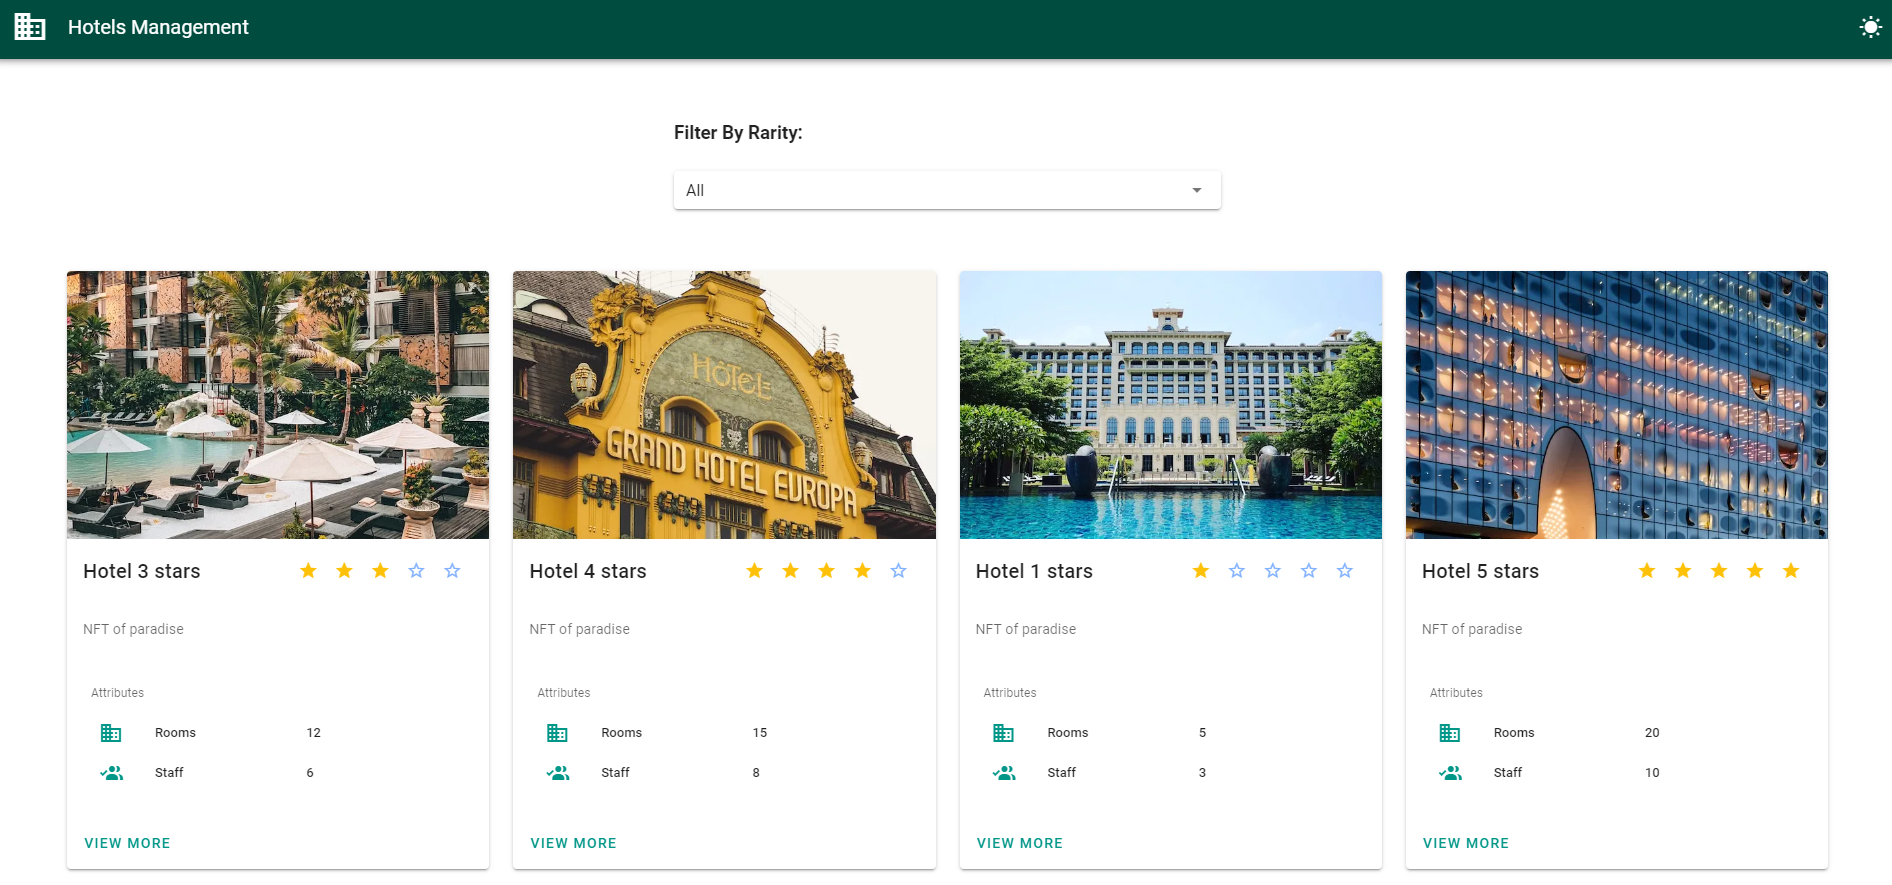 Hotels Management
Filter By Rarity:
All
HOTEL
GRAND HOTEL EUROPA
Hotel 3 stars
NFT of paradise
Attributes
Rooms 12
Staff 6
VIEW MORE
Hotel 4 stars
NFT of paradise
Attributes
Rooms 15
Staff 8
VIEW MORE
Hotel 1 stars
NFT of paradise
Attributes
Rooms 5
Staff 3
VIEW MORE
Hotel 5 stars
NFT of paradise
Attributes
Rooms 20
Staff 10
VIEW MORE